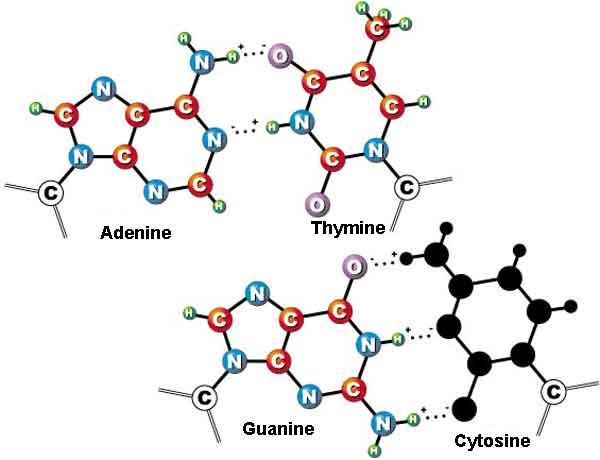 H H
H C H
N H + - O
C C
N C C H
H C C N - + H N
N C C C N
C N C H O C
Adenine Thymine
O - +
N C
H C C N H + -
N C N C
C C
N H + -
H
Guanine Cytosine